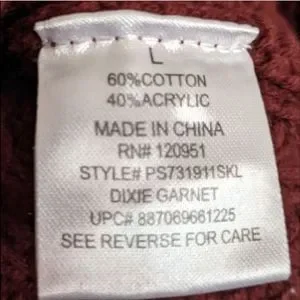 L
60%COTTON
40%ACRYLIC
MADE IN CHINA
RN# 120951
STYLE# PS731911SKL
DIXIE GARNET
UPC# 887069661225
SEE REVERSE FOR CARE